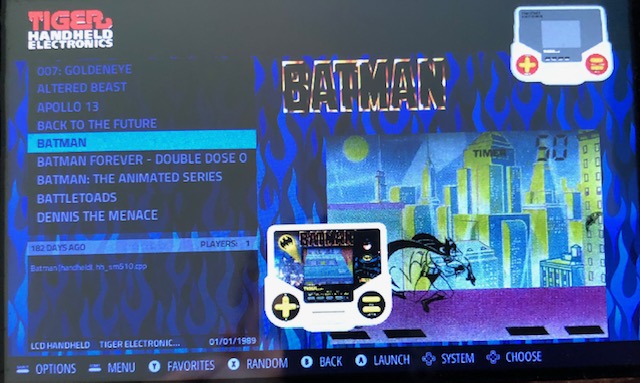 TIGER
HANDHELD
ELECTRONICS
007: GOLDENEYE
ALTERED BEAST
APOLLO 13
BACK TO THE FUTURE
BATMAN
BATMAN FOREVER - DOUBLE DOSE O
BATMAN: THE ANIMATED SERIES
BATTLETOADS
DENNIS THE MENACE
182 DAYS AGO PLAYERS: 1
LCD HANDHELD TIGER ELECTRONIC... 01/01/1989
BATMAN
TIMER 50
BATMAN
OPTIONS MENU Y FAVORITES X RANDOM B BACK A LAUNCH SYSTEM CHOOSE